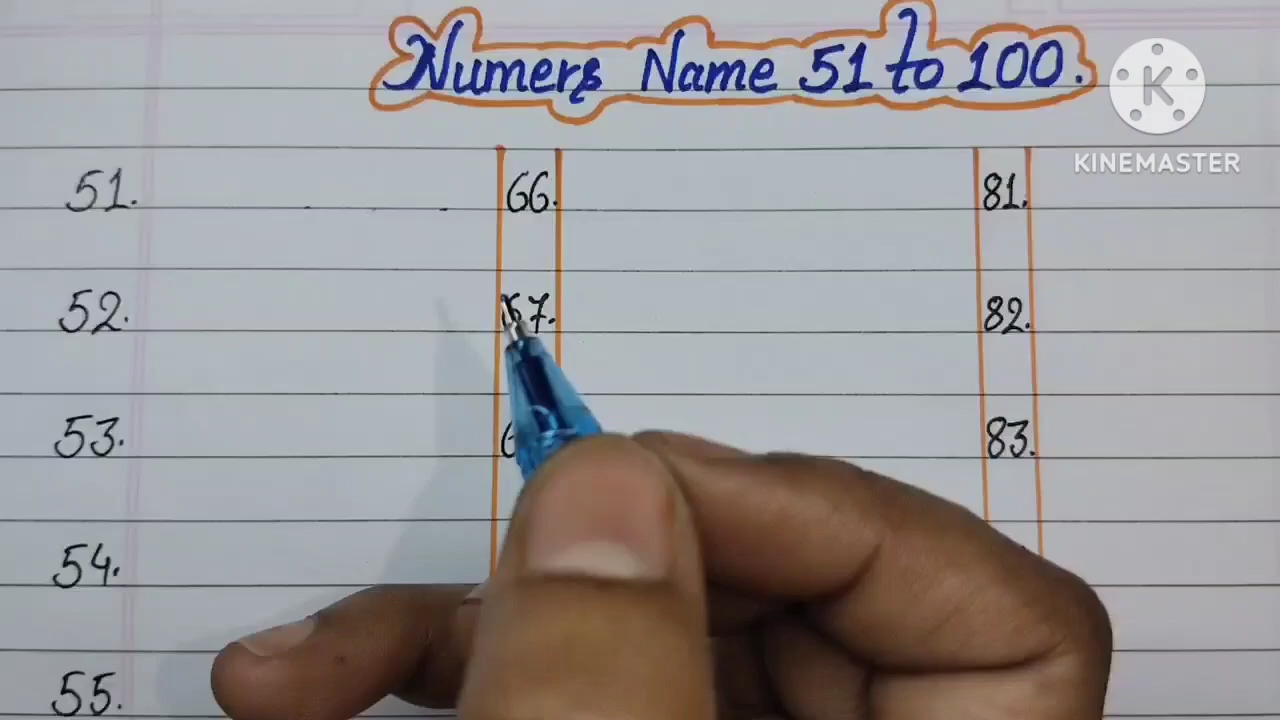 Numers Name 51 to 100.
K
KINEMASTER
51. 66. 81.
52. 67. 82.
53. 83.
54.
55.